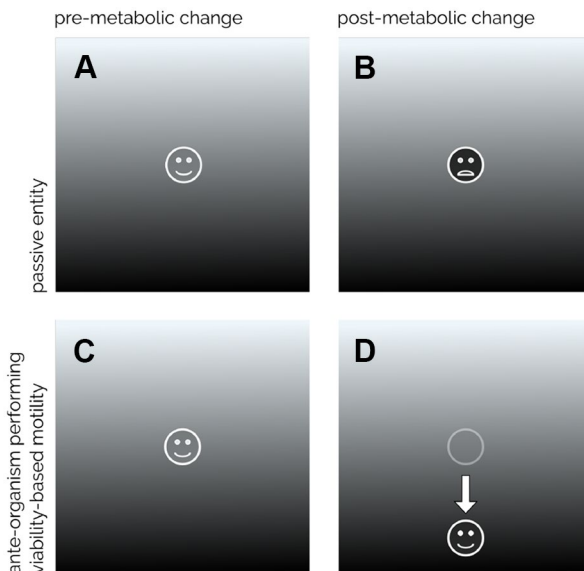 pre-metabolic change
post-metabolic change
A
B
passive entity
C
D
ante-organism performing
viability-based motility